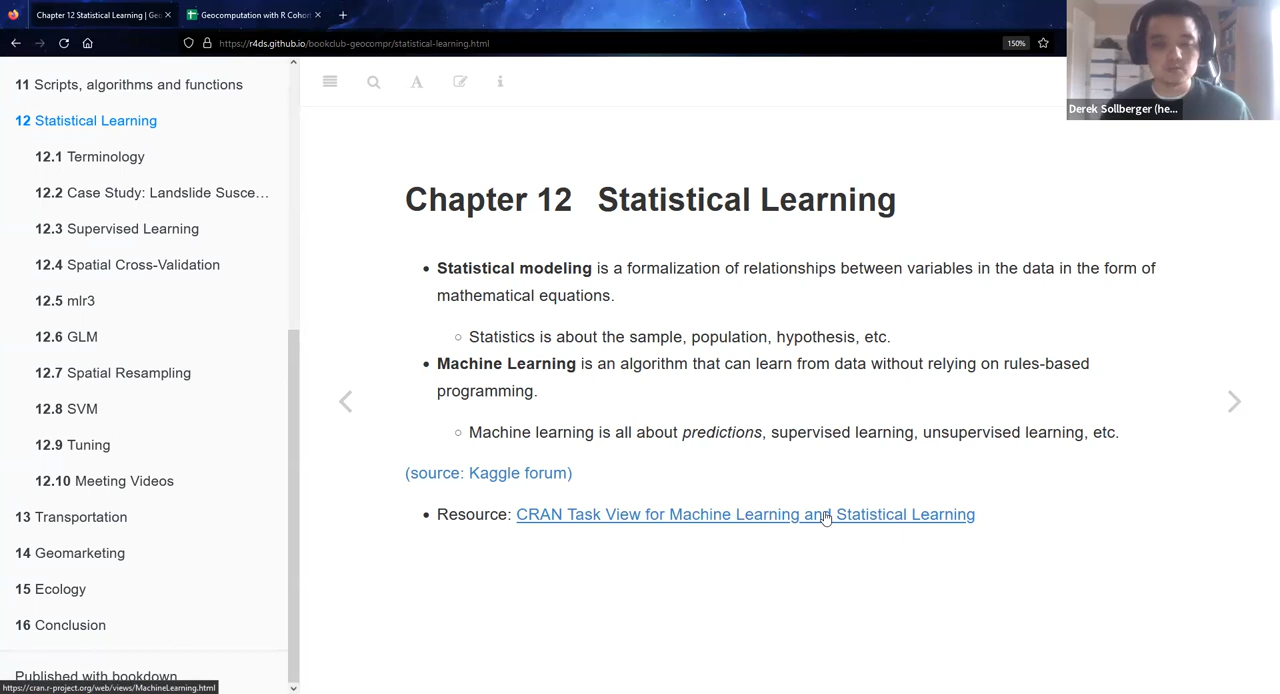 Chapter 12 Statistical Learning | Geo
Geocomputation with R Cohor
https://r4ds.github.io/bookclub-geocompr/statistical-learning.html
150%
Derek Sollberger (he...
11 Scripts, algorithms and functions
12 Statistical Learning
12.1 Terminology
12.2 Case Study: Landslide Susce…
12.3 Supervised Learning
12.4 Spatial Cross-Validation
12.5 mlr3
12.6 GLM
12.7 Spatial Resampling
12.8 SVM
12.9 Tuning
12.10 Meeting Videos
13 Transportation
14 Geomarketing
15 Ecology
16 Conclusion
Published with bookdown
https://cran.r-project.org/web/views/MachineLearning.html
Chapter 12 Statistical Learning
• Statistical modeling is a formalization of relationships between variables in the data in the form of
mathematical equations.
○ Statistics is about the sample, population, hypothesis, etc.
• Machine Learning is an algorithm that can learn from data without relying on rules-based
programming.
○ Machine learning is all about predictions, supervised learning, unsupervised learning, etc.
(source: Kaggle forum)
• Resource: CRAN Task View for Machine Learning and Statistical Learning